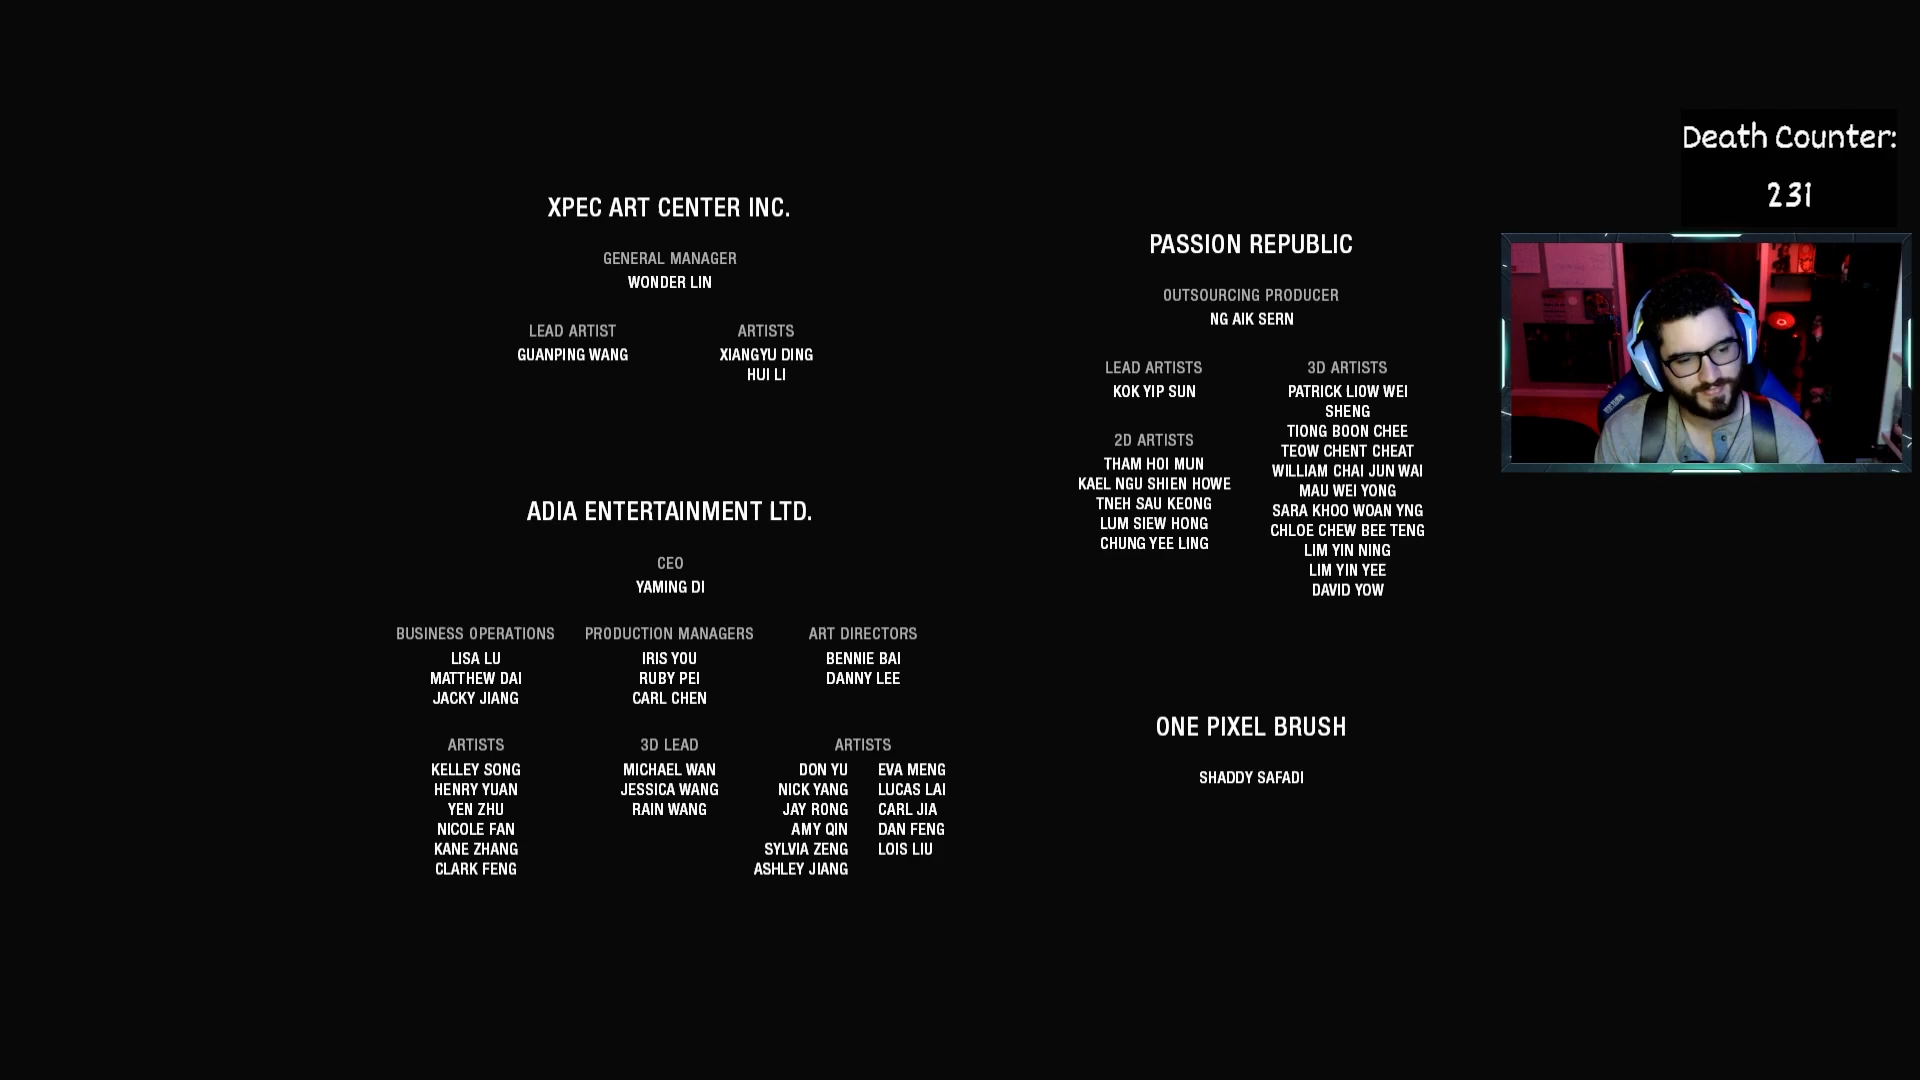 XPEC ART CENTER INC.
GENERAL MANAGER
WONDER LIN
LEAD ARTIST
GUANPING WANG
ARTISTS
XIANGYU DING
HUI LI
ADIA ENTERTAINMENT LTD.
CEO
YAMING DI
BUSINESS OPERATIONS
LISA LU
MATTHEW DAI
JACKY JIANG
PRODUCTION MANAGERS
IRIS YOU
RUBY PEI
CARL CHEN
ART DIRECTORS
BENNIE BAI
DANNY LEE
ARTISTS
KELLEY SONG
HENRY YUAN
YEN ZHU
NICOLE FAN
KANE ZHANG
CLARK FENG
3D LEAD
MICHAEL WAN
JESSICA WANG
RAIN WANG
ARTISTS
DON YU
NICK YANG
JAY RONG
AMY QIN
SYLVIA ZENG
ASHLEY JIANG
EVA MENG
LUCAS LAI
CARL JIA
DAN FENG
LOIS LIU
PASSION REPUBLIC
OUTSOURCING PRODUCER
NG AIK SERN
LEAD ARTISTS
KOK YIP SUN
2D ARTISTS
THAM HOI MUN
KAEL NGU SHIEN HOWE
TNEH SAU KEONG
LUM SIEW HONG
CHUNG YEE LING
3D ARTISTS
PATRICK LIOW WEI
SHENG
TIONG BOON CHEE
TEOW CHENT CHEAT
WILLIAM CHAI JUN WAI
MAU WEI YONG
SARA KHOO WOAN YNG
CHLOE CHEW BEE TENG
LIM YIN NING
LIM YIN YEE
DAVID YOW
ONE PIXEL BRUSH
SHADDY SAFADI
Death Counter:
231